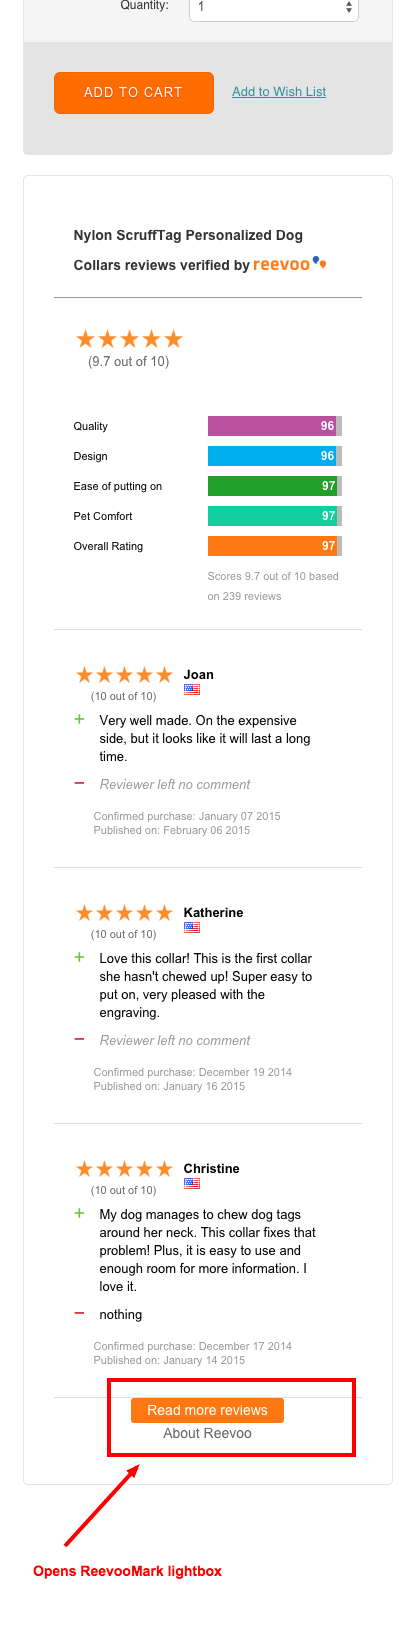 Quantity: 1
ADD TO CART Add to Wish List
Nylon ScruffTag Personalized Dog
Collars reviews verified by reevoo
(9.7 out of 10)
Quality 96
Design 96
Ease of putting on 97
Pet Comfort 97
Overall Rating 97
Scores 9.7 out of 10 based
on 239 reviews
Joan
(10 out of 10)
+ Very well made. On the expensive
side, but it looks like it will last a long
time.
– Reviewer left no comment
Confirmed purchase: January 07 2015
Published on: February 06 2015
Katherine
(10 out of 10)
+ Love this collar! This is the first collar
she hasn't chewed up! Super easy to
put on, very pleased with the
engraving.
– Reviewer left no comment
Confirmed purchase: December 19 2014
Published on: January 16 2015
Christine
(10 out of 10)
+ My dog manages to chew dog tags
around her neck. This collar fixes that
problem! Plus, it is easy to use and
enough room for more information. I
love it.
– nothing
Confirmed purchase: December 17 2014
Published on: January 14 2015
Read more reviews
About Reevoo
Opens ReevooMark lightbox